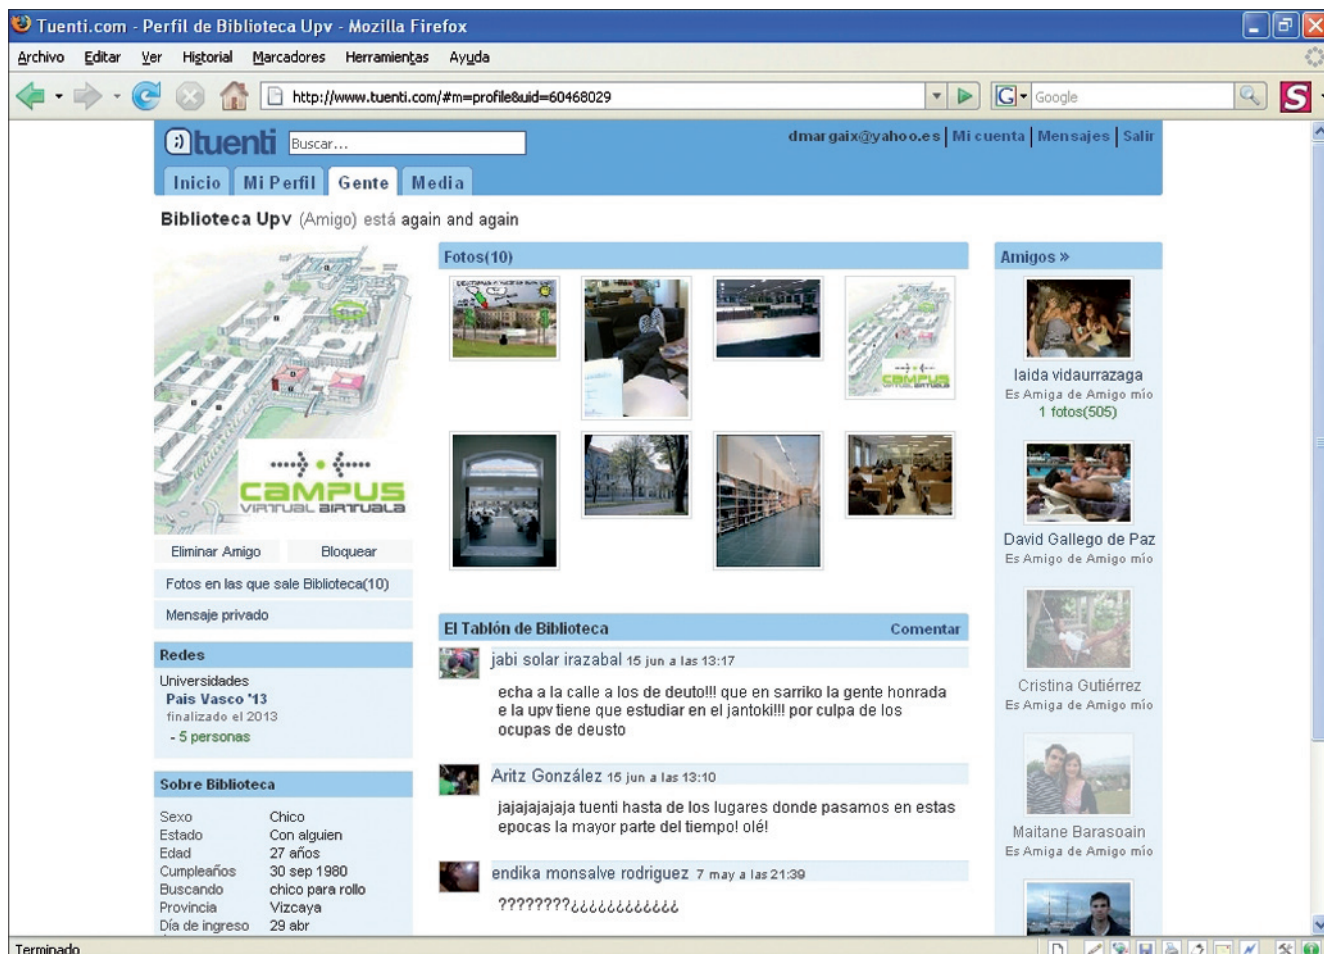 Tuenti.com - Perfil de Biblioteca Upv - Mozilla Firefox
Archivo Editar Ver Historial Marcadores Herramientas Ayuda
http://www.tuenti.com/#m=profile&uid=60468029
G Google
S
tuenti Buscar...
dmargaix@yahoo.es | Mi cuenta | Mensajes | Salir
Inicio Mi Perfil Gente Media
Biblioteca Upv (Amigo) está again and again
CAMPUS
VIRTUAL BIRTUALA
Eliminar Amigo Bloquear
Fotos en las que sale Biblioteca(10)
Mensaje privado
Redes
Universidades
Pais Vasco '13
finalizado el 2013
- 5 personas
Sobre Biblioteca
Sexo Chico
Estado Con alguien
Edad 27 años
Cumpleaños 30 sep 1980
Buscando chico para rollo
Provincia Vizcaya
Día de ingreso 29 abr
Fotos(10)
CAMPUS
El Tablón de Biblioteca Comentar
jabi solar irazabal 15 jun a las 13:17
echa a la calle a los de deuto!!! que en sarriko la gente honrada
e la upv tiene que estudiar en el jantoki!!! por culpa de los
ocupas de deusto
Aritz González 15 jun a las 13:10
jajajajajaja tuenti hasta de los lugares donde pasamos en estas
epocas la mayor parte del tiempo! olé!
endika monsalve rodriguez 7 may a las 21:39
????????¿¿¿¿¿¿¿¿¿¿¿¿
Amigos »
laida vidaurrazaga
Es Amiga de Amigo mío
1 fotos(505)
David Gallego de Paz
Es Amigo de Amigo mío
Cristina Gutiérrez
Es Amiga de Amigo mío
Maitane Barasoain
Es Amiga de Amigo mío
Terminado